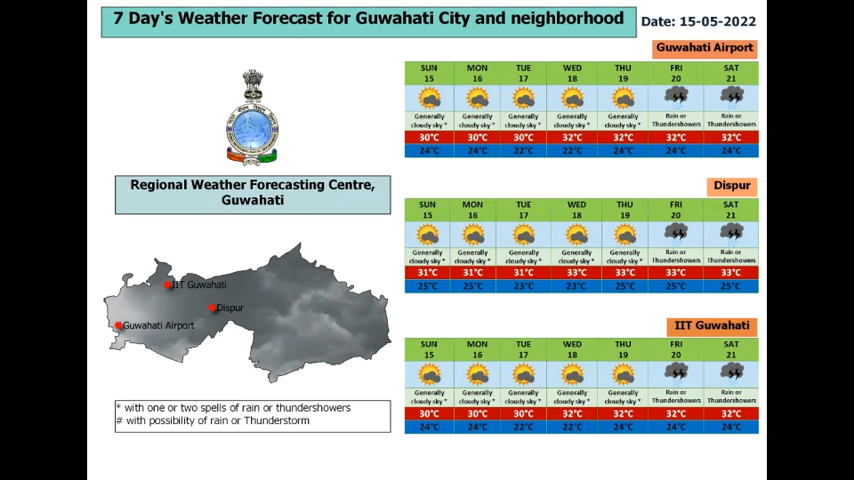 7 Day's Weather Forecast for Guwahati City and neighborhood
Date: 15-05-2022
Guwahati Airport
SUN MON TUE WED THU FRI SAT
15 16 17 18 19 20 21
Generally Generally Generally Generally Generally Rain or Rain or
cloudy sky * cloudy sky * cloudy sky * cloudy sky * cloudy sky * Thundershowers Thundershowers
30°C 30°C 30°C 32°C 32°C 32°C 32°C
24°C 24°C 22°C 22°C 24°C 24°C 24°C
Regional Weather Forecasting Centre,
Guwahati
Dispur
SUN MON TUE WED THU FRI SAT
15 16 17 18 19 20 21
Generally Generally Generally Generally Generally Rain or Rain or
cloudy sky * cloudy sky * cloudy sky * cloudy sky * cloudy sky * Thundershowers Thundershowers
31°C 31°C 31°C 33°C 33°C 33°C 33°C
25°C 25°C 23°C 23°C 25°C 25°C 25°C
IIT Guwahati
Dispur
Guwahati Airport
IIT Guwahati
SUN MON TUE WED THU FRI SAT
15 16 17 18 19 20 21
Generally Generally Generally Generally Generally Rain or Rain or
cloudy sky * cloudy sky * cloudy sky * cloudy sky * cloudy sky * Thundershowers Thundershowers
30°C 30°C 30°C 32°C 32°C 32°C 32°C
24°C 24°C 22°C 22°C 24°C 24°C 24°C
* with one or two spells of rain or thundershowers
# with possibility of rain or Thunderstorm